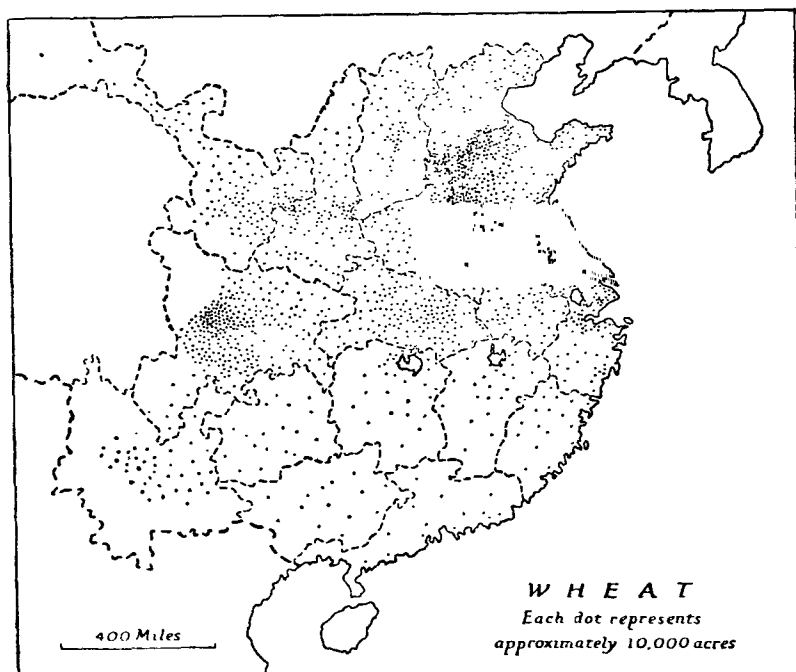 WHEAT
Each dot represents
approximately 10,000 acres
400 Miles